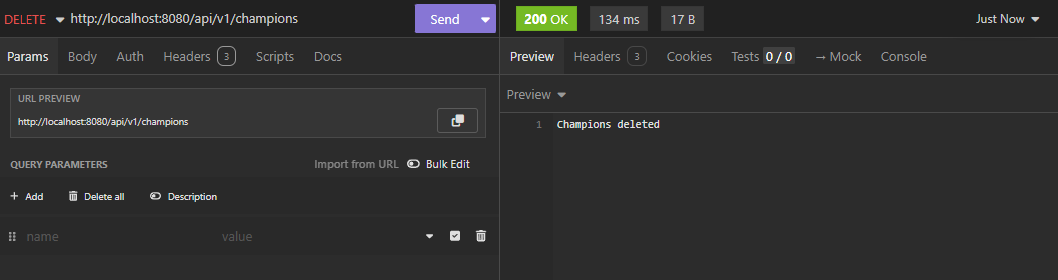 DELETE http://localhost:8080/api/v1/champions Send
Params Body Auth Headers 3 Scripts Docs
URL PREVIEW
http://localhost:8080/api/v1/champions
QUERY PARAMETERS Import from URL Bulk Edit
+ Add Delete all Description
name value
200 OK 134 ms 17 B Just Now
Preview Headers 3 Cookies Tests 0 / 0 → Mock Console
Preview
1 Champions deleted